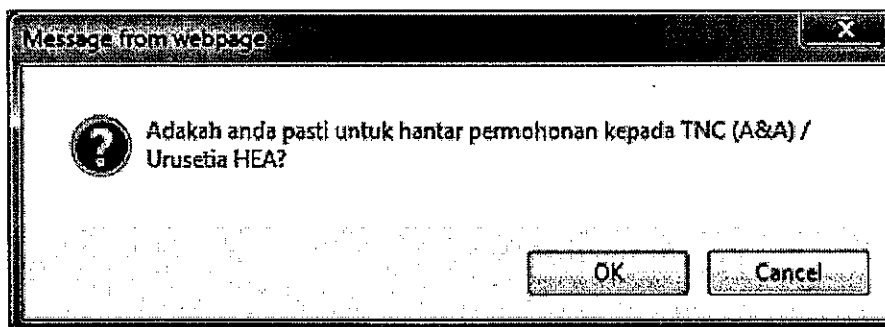 Message from webpage
X
?
Adakah anda pasti untuk hantar permohonan kepada TNC (A&A) /
Urusetia HEA?
OK
Cancel